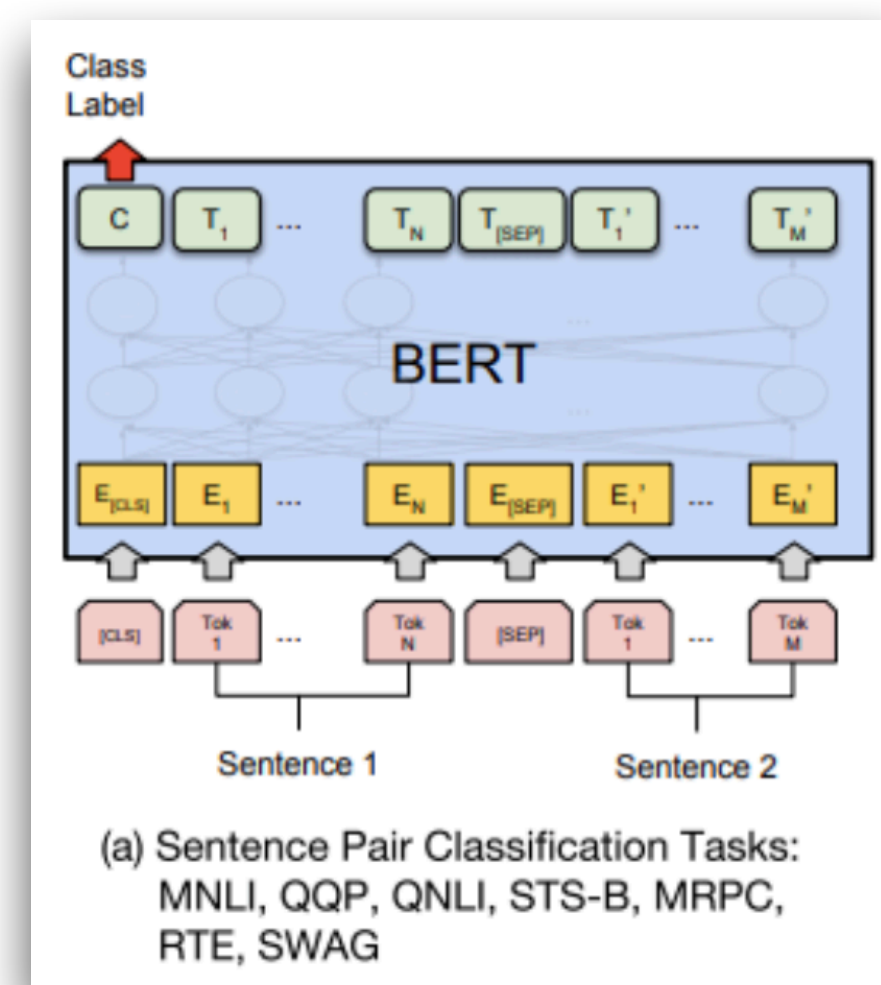 Class
Label
C T1 ... TN T[SEP] T1' ... TM'
...
BERT
...
E[CLS] E1 ... EN E[SEP] E1' ... EM'
[CLS] Tok 1 ... Tok N [SEP] Tok 1 ... Tok M
Sentence 1 Sentence 2
(a) Sentence Pair Classification Tasks:
MNLI, QQP, QNLI, STS-B, MRPC,
RTE, SWAG